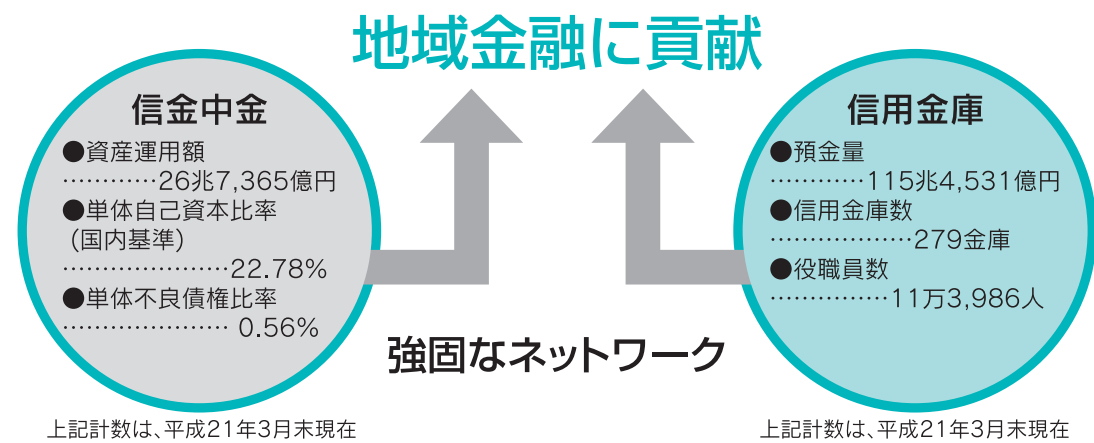 地域金融に貢献
信金中金
●資産運用額
…………26兆7,365億円
●単体自己資本比率
(国内基準)
…………………22.78%
●単体不良債権比率
………………… 0.56%
強固なネットワーク
信用金庫
●預金量
…………115兆4,531億円
●信用金庫数
………………279金庫
●役職員数
……………11万3,986人
上記計数は、平成21年3月末現在
上記計数は、平成21年3月末現在